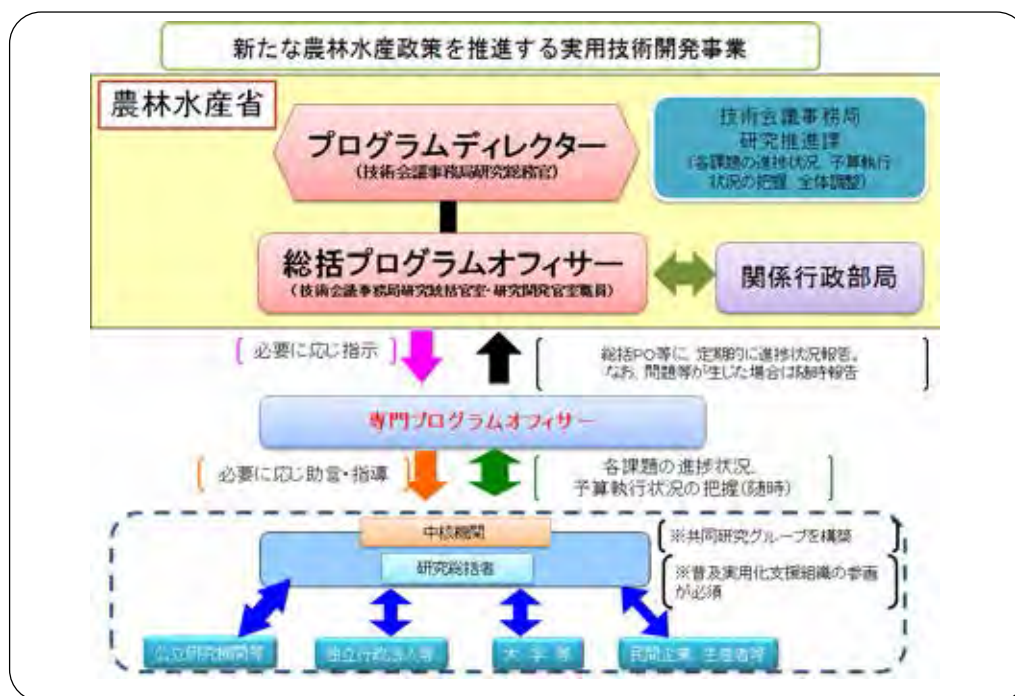 新たな農林水産政策を推進する実用技術開発事業
農林水産省
プログラムディレクター
(技術会議事務局研究総務官)
技術会議事務局
研究推進課
(各課題の進捗状況、予算執行
状況の把握、全体調整)
総括プログラムオフィサー
(技術会議事務局研究統括官室・研究開発官室職員)
関係行政部局
必要に応じ指示
総括PO等に、定期的に進捗状況報告。
なお、問題等が生じた場合は随時報告
専門プログラムオフィサー
必要に応じ助言・指導
各課題の進捗状況、
予算執行状況の把握(随時)
中核機関
研究総括者
※共同研究グループを構築
※普及実用化支援組織の参画
が必須
公立研究機関等
独立行政法人等
大 学 等
民間企業、生産者等